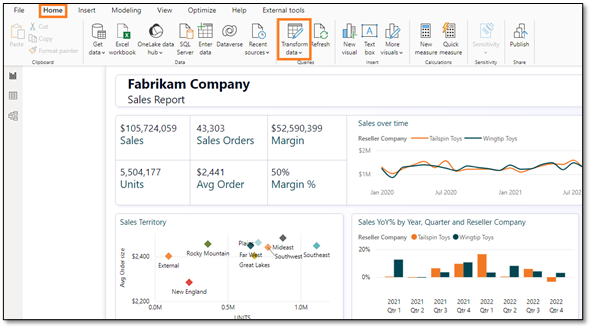 File Home Insert Modeling View Optimize Help External tools
Paste Cut Copy Format painter
Get data Excel workbook OneLake data hub SQL Server Enter data Dataverse Recent sources Transform data Refresh New visual Text box More visuals New measure Quick measure Sensitivity Publish
Clipboard Data Queries Insert Calculations Sensitivity Share
Fabrikam Company
Sales Report
$105,724,059 43,303 $52,590,399
Sales Sales Orders Margin
5,504,177 $2,441 50%
Units Avg Order Margin %
Sales over time
Reseller Company Tailspin Toys Wingtip Toys
$2M
$1M
Jan 2020 Jul 2020 Jan 2021
Sales Territory
Avg Order size
$2,400
$2,200
External
Rocky Mountain
New England
Plains
Far West
Great Lakes
Mideast
Southwest
Southeast
0.0M 0.5M 1.0M
UNITS
Sales YoY% by Year, Quarter and Reseller Company
Reseller Company Tailspin Toys Wingtip Toys
20%
0%
2021 2021 2021 2021 2022 2022 2022 2022
Qtr 1 Qtr 2 Qtr 3 Qtr 4 Qtr 1 Qtr 2 Qtr 3 Qtr 4